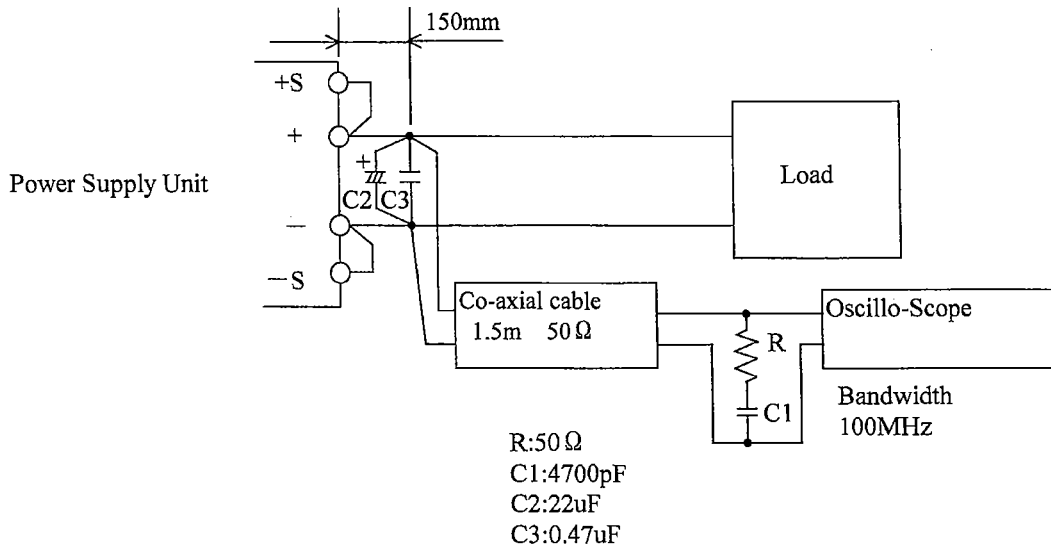 150mm
+S
+
Power Supply Unit
+
C2 C3
Load
−
−S
Co-axial cable
1.5m 50Ω
R
C1
Oscillo-Scope
Bandwidth
100MHz
R:50Ω
C1:4700pF
C2:22uF
C3:0.47uF